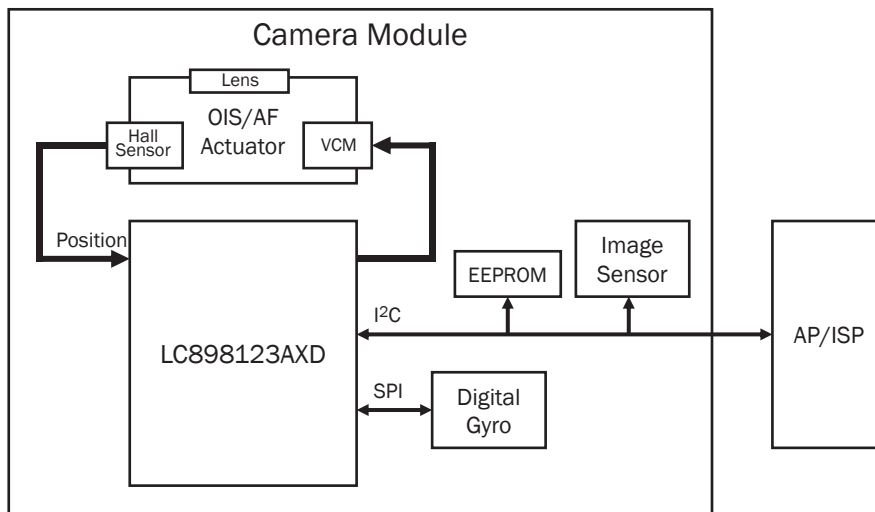 Camera Module
Lens
OIS/AF
Actuator
Hall
Sensor
VCM
Position
LC898123AXD
EEPROM
Image
Sensor
I²C
AP/ISP
SPI
Digital
Gyro